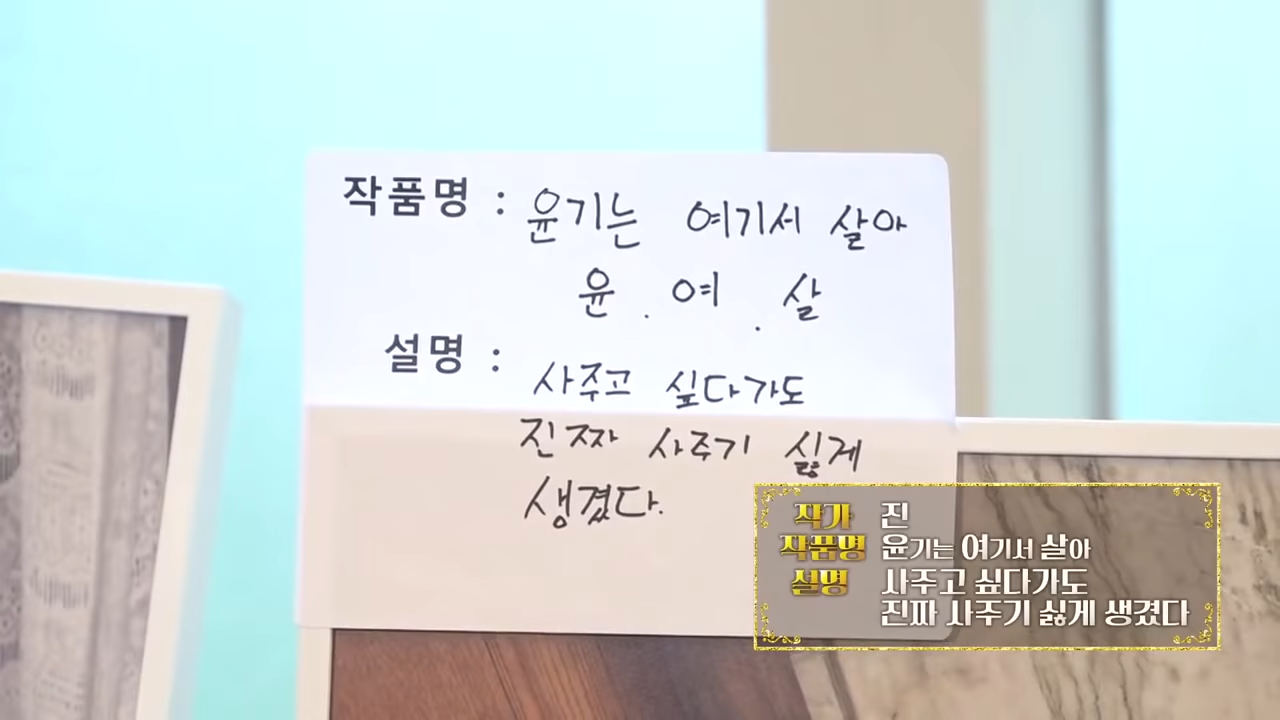 작품명 : 윤기는 여기서 살아
윤 . 여 . 살
설명 : 사주고 싶다가도
진짜 사주기 싫게
생겼다.
작가 진
작품명 윤기는 여기서 살아
설명 사주고 싶다가도
진짜 사주기 싫게 생겼다